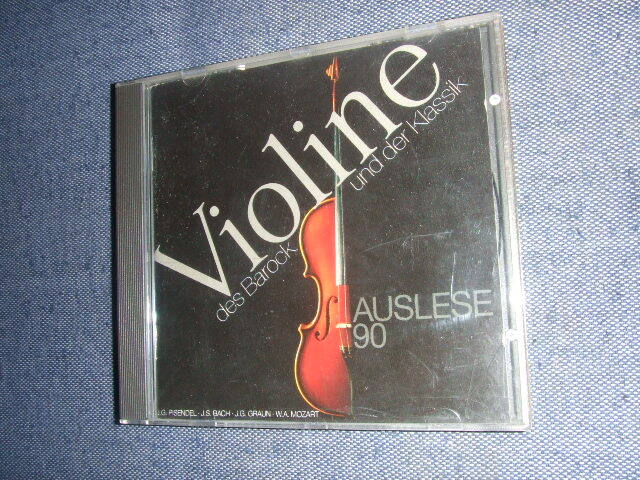 Violine
des Barock und der Klassik
AUSLESE
90
J.G. PISENDEL · J.S. BACH · J.G. GRAUN · W.A. MOZART